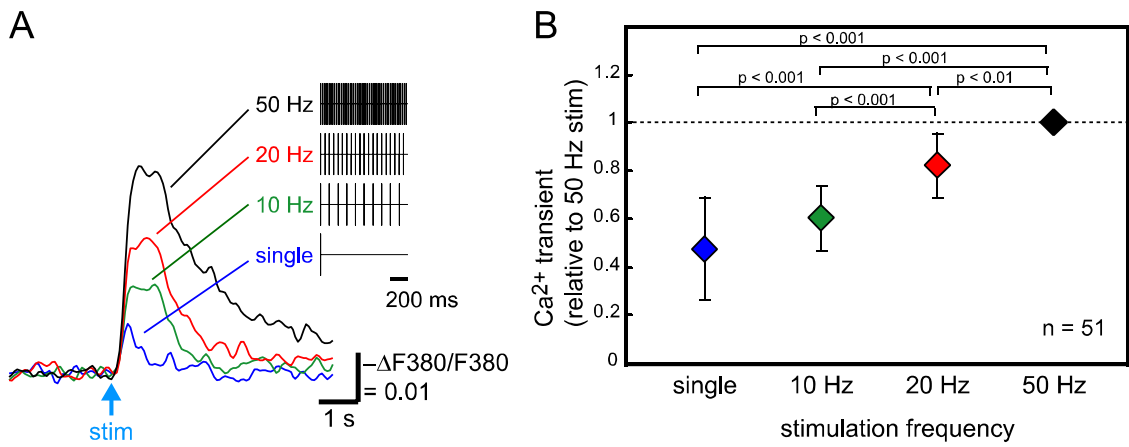 A
50 Hz
20 Hz
10 Hz
single
200 ms
–ΔF380/F380
= 0.01
1 s
stim
B
p < 0.001
p < 0.001
p < 0.001
p < 0.01
p < 0.001
Ca2+ transient
(relative to 50 Hz stim)
1.2
1
0.8
0.6
0.4
0.2
0
n = 51
single
10 Hz
20 Hz
50 Hz
stimulation frequency